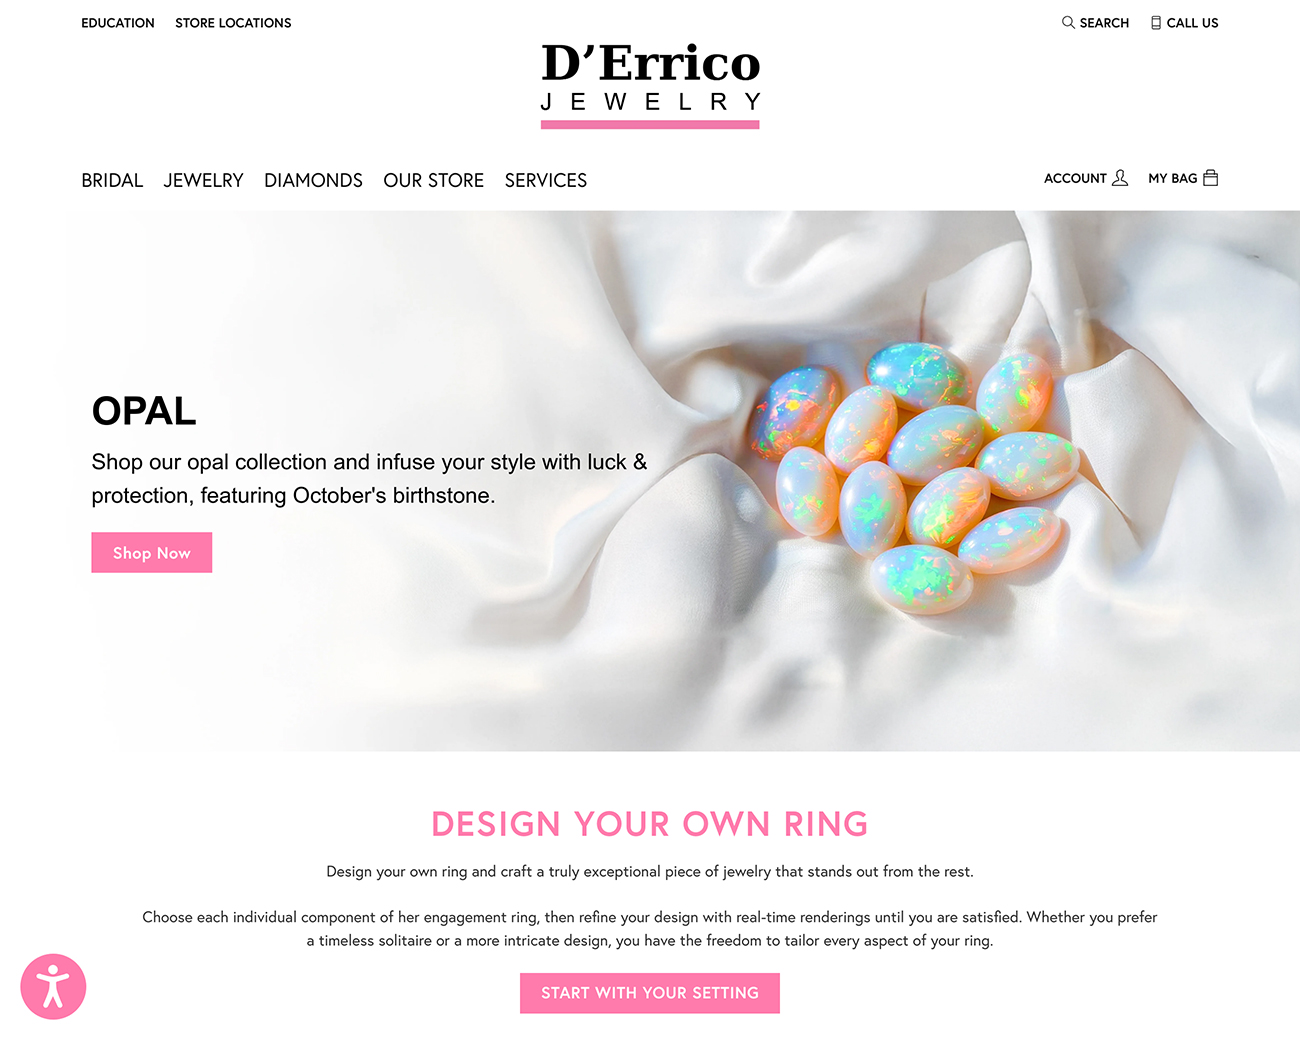 EDUCATION STORE LOCATIONS SEARCH CALL US
D'Errico
JEWELRY
BRIDAL JEWELRY DIAMONDS OUR STORE SERVICES ACCOUNT MY BAG
OPAL
Shop our opal collection and infuse your style with luck &
protection, featuring October's birthstone.
Shop Now
DESIGN YOUR OWN RING
Design your own ring and craft a truly exceptional piece of jewelry that stands out from the rest.
Choose each individual component of her engagement ring, then refine your design with real-time renderings until you are satisfied. Whether you prefer
a timeless solitaire or a more intricate design, you have the freedom to tailor every aspect of your ring.
START WITH YOUR SETTING